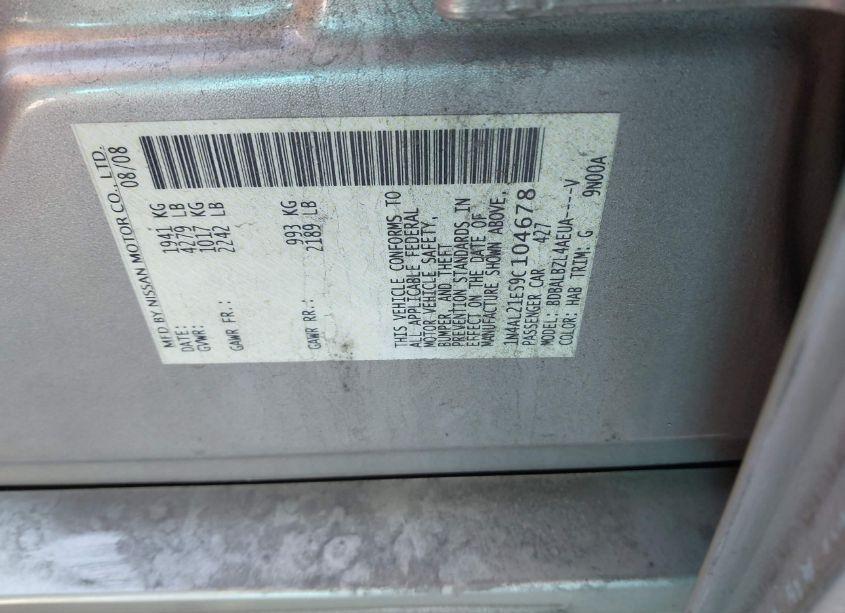 MFD BY NISSAN MOTOR CO., LTD.
DATE: 08/08
GVWR: 1941 KG
4279 LB
GAWR FR.: 1017 KG
2242 LB
GAWR RR.: 993 KG
2189 LB
THIS VEHICLE CONFORMS TO
ALL APPLICABLE FEDERAL
MOTOR VEHICLE SAFETY,
BUMPER, AND THEFT
PREVENTION STANDARDS IN
EFFECT ON THE DATE OF
MANUFACTURE SHOWN ABOVE.
1N4AL21E59C104678
PASSENGER CAR 427
MODEL: BDBALBZL4AEUA----V
COLOR: HAB TRIM: G 9N00A